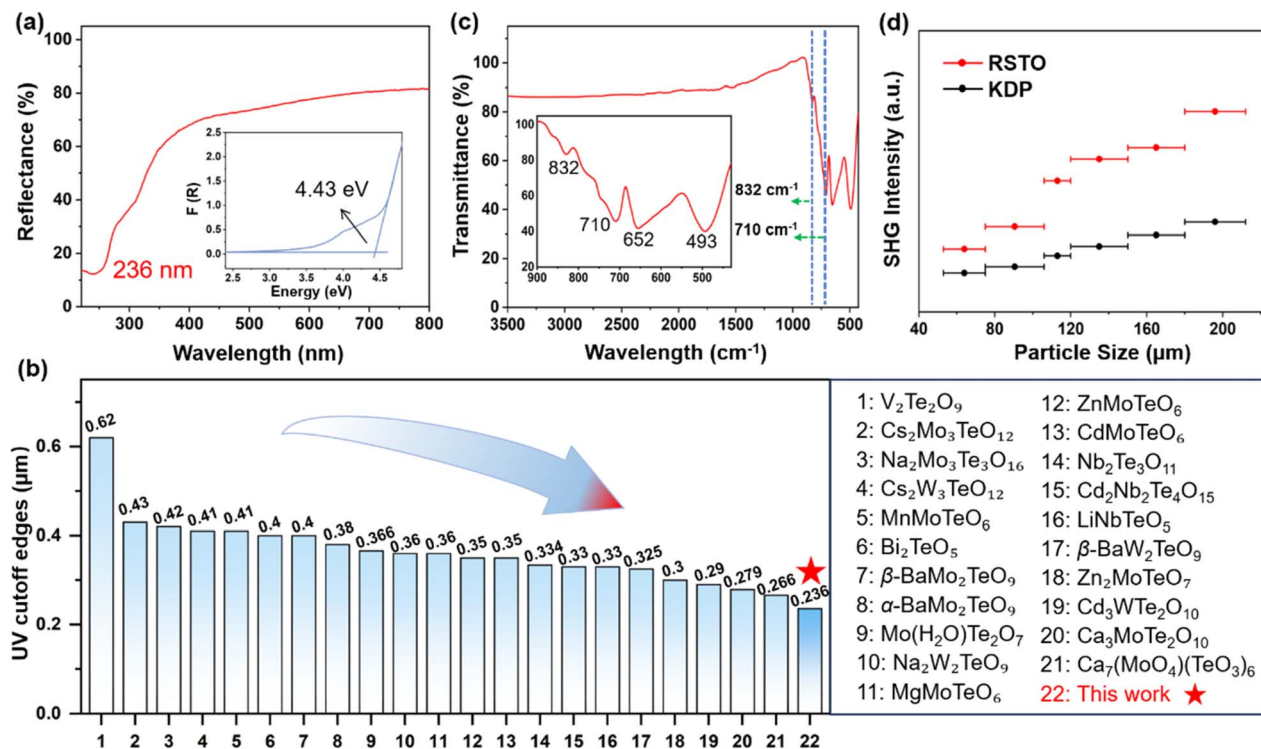 (a)
100
80
60
40
20
0
Reflectance (%)
236 nm
300 400 500 600 700 800
Wavelength (nm)
2.5
2.0
1.5
1.0
0.5
0.0
F (R)
4.43 eV
2.5 3.0 3.5 4.0 4.5
Energy (eV)
(c)
100
80
60
40
20
0
Transmittance (%)
100
80
60
40
832
710
652
493
900 800 700 600 500
832 cm⁻¹
710 cm⁻¹
3500 3000 2500 2000 1500 1000 500
Wavelength (cm⁻¹)
(d)
RSTO
KDP
SHG Intensity (a.u.)
40 80 120 160 200
Particle Size (μm)
(b)
UV cutoff edges (μm)
0.6
0.4
0.2
0.0
0.62
0.43
0.42
0.41
0.41
0.4
0.4
0.38
0.366
0.36
0.36
0.35
0.35
0.334
0.33
0.33
0.325
0.3
0.29
0.279
0.266
0.236
1 2 3 4 5 6 7 8 9 10 11 12 13 14 15 16 17 18 19 20 21 22
1: V₂Te₂O₉
2: Cs₂Mo₃TeO₁₂
3: Na₂Mo₃Te₃O₁₆
4: Cs₂W₃TeO₁₂
5: MnMoTeO₆
6: Bi₂TeO₅
7: β-BaMo₂TeO₉
8: α-BaMo₂TeO₉
9: Mo(H₂O)Te₂O₇
10: Na₂W₂TeO₉
11: MgMoTeO₆
12: ZnMoTeO₆
13: CdMoTeO₆
14: Nb₂Te₃O₁₁
15: Cd₂Nb₂Te₄O₁₅
16: LiNbTeO₅
17: β-BaW₂TeO₉
18: Zn₂MoTeO₇
19: Cd₃WTe₂O₁₀
20: Ca₃MoTe₂O₁₀
21: Ca₇(MoO₄)(TeO₃)₆
22: This work